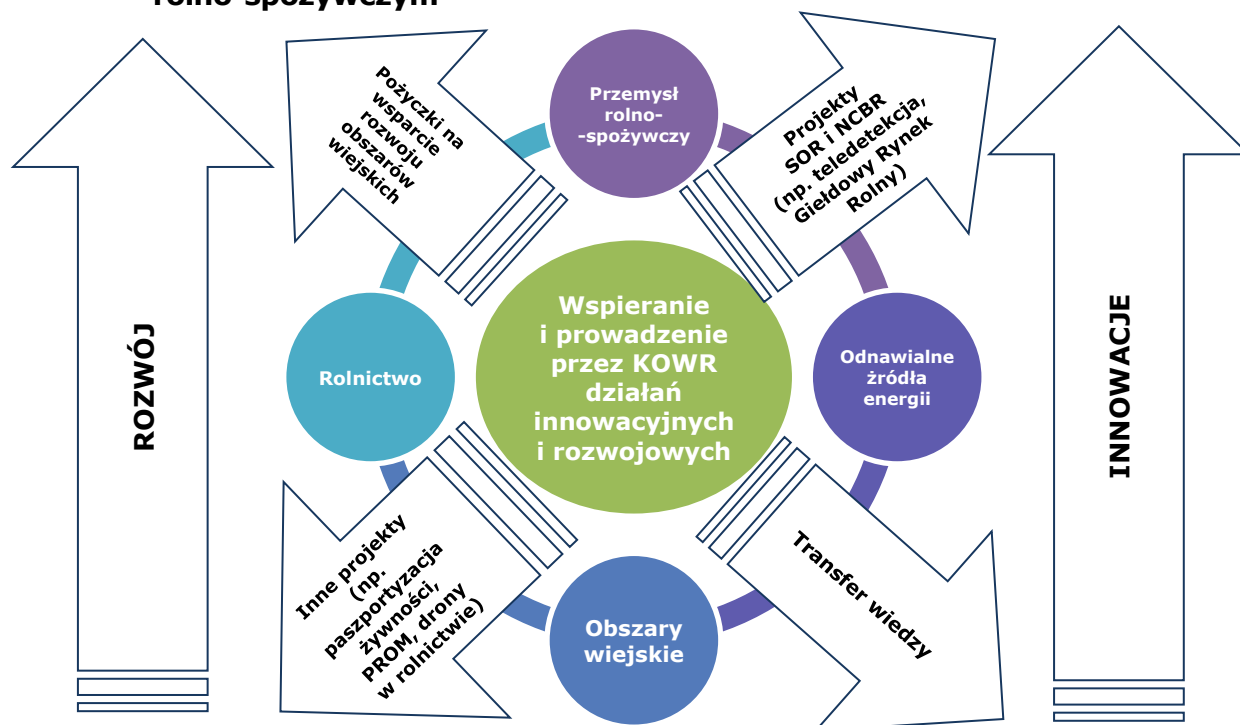 rolno-spożywczym
Pożyczki na
wsparcie
rozwoju
obszarów
wiejskich
Przemysł
rolno-
-spożywczy
Projekty
SOR i NCBR
(np. teledetekcja,
Giełdowy Rynek
Rolny)
ROZWÓJ
Rolnictwo
Wspieranie
i prowadzenie
przez KOWR
działań
innowacyjnych
i rozwojowych
Odnawialne
żródła
energii
INNOWACJE
Inne projekty
(np.
paszportyzacja
żywności,
PROM, drony
w rolnictwie)
Obszary
wiejskie
Transfer wiedzy